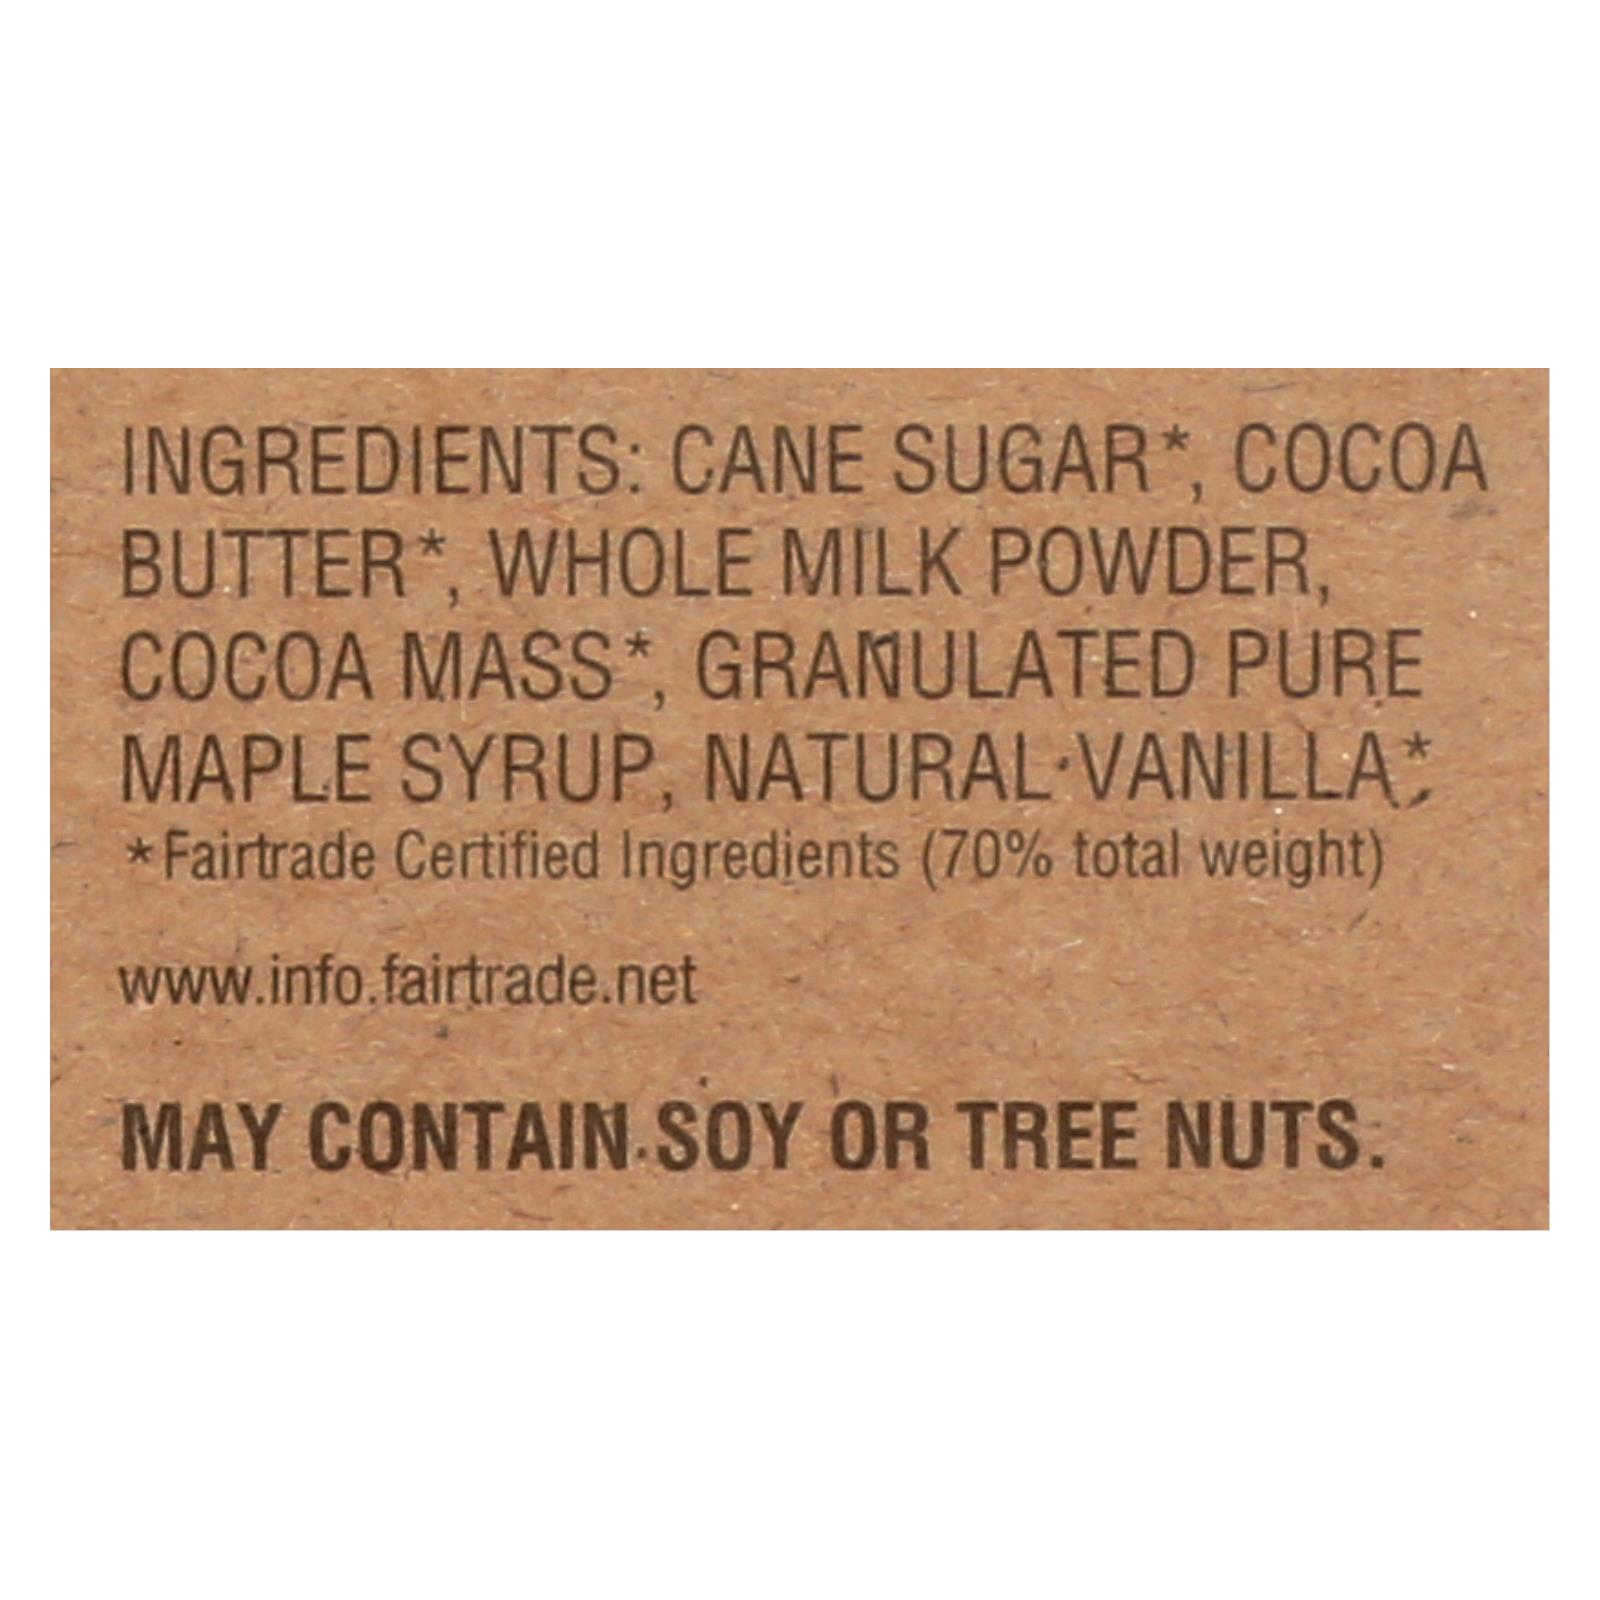 INGREDIENTS: CANE SUGAR*, COCOA
BUTTER*, WHOLE MILK POWDER,
COCOA MASS*, GRANULATED PURE
MAPLE SYRUP, NATURAL VANILLA*
*Fairtrade Certified Ingredients (70% total weight)
www.info.fairtrade.net
MAY CONTAIN SOY OR TREE NUTS.